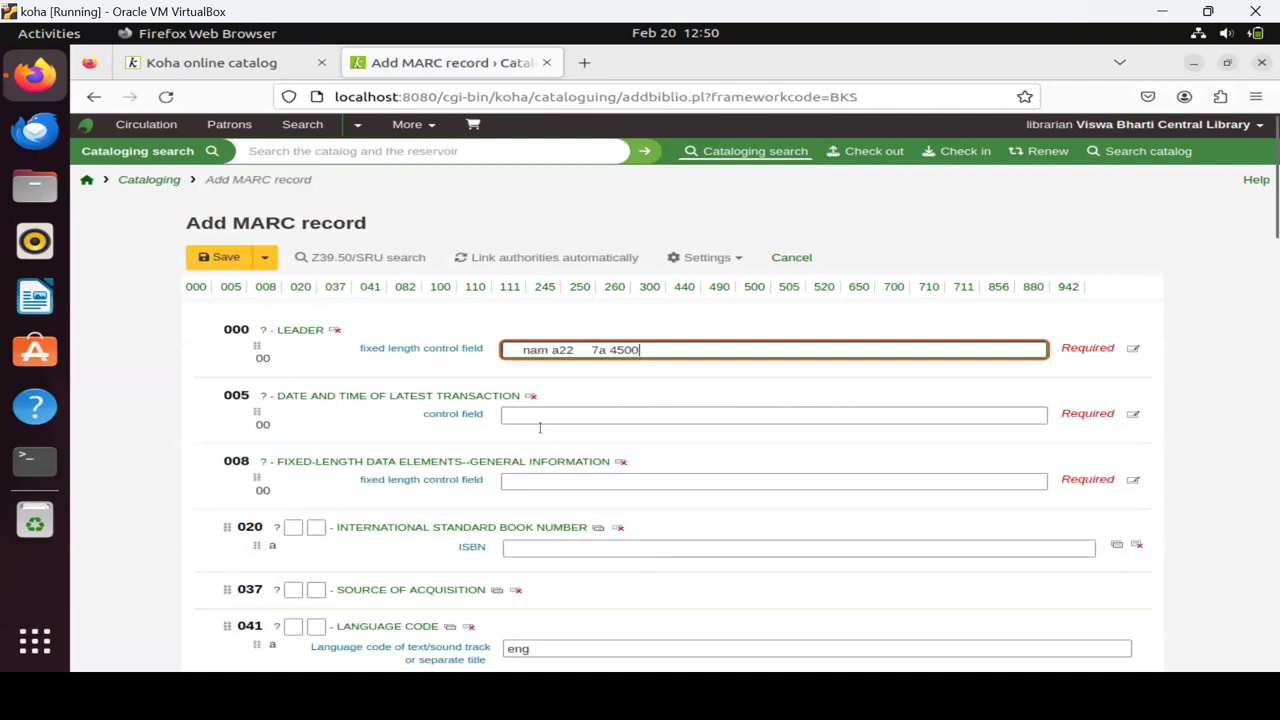 koha [Running] - Oracle VM VirtualBox
Activities Firefox Web Browser Feb 20 12:50
Koha online catalog Add MARC record › Catal
localhost:8080/cgi-bin/koha/cataloguing/addbiblio.pl?frameworkcode=BKS
Circulation Patrons Search More librarian Viswa Bharti Central Library
Cataloging search Search the catalog and the reservoir Cataloging search Check out Check in Renew Search catalog
Cataloging Add MARC record Help
Add MARC record
Save Z39.50/SRU search Link authorities automatically Settings Cancel
000 005 008 020 037 041 082 100 110 111 245 250 260 300 440 490 500 505 520 650 700 710 711 856 880 942
000 ? - LEADER
fixed length control field nam a22 7a 4500 Required
00
005 ? - DATE AND TIME OF LATEST TRANSACTION
control field Required
00
008 ? - FIXED-LENGTH DATA ELEMENTS--GENERAL INFORMATION
fixed length control field Required
00
020 ? - INTERNATIONAL STANDARD BOOK NUMBER
a ISBN
037 ? - SOURCE OF ACQUISITION
041 ? - LANGUAGE CODE
a Language code of text/sound track eng
or separate title